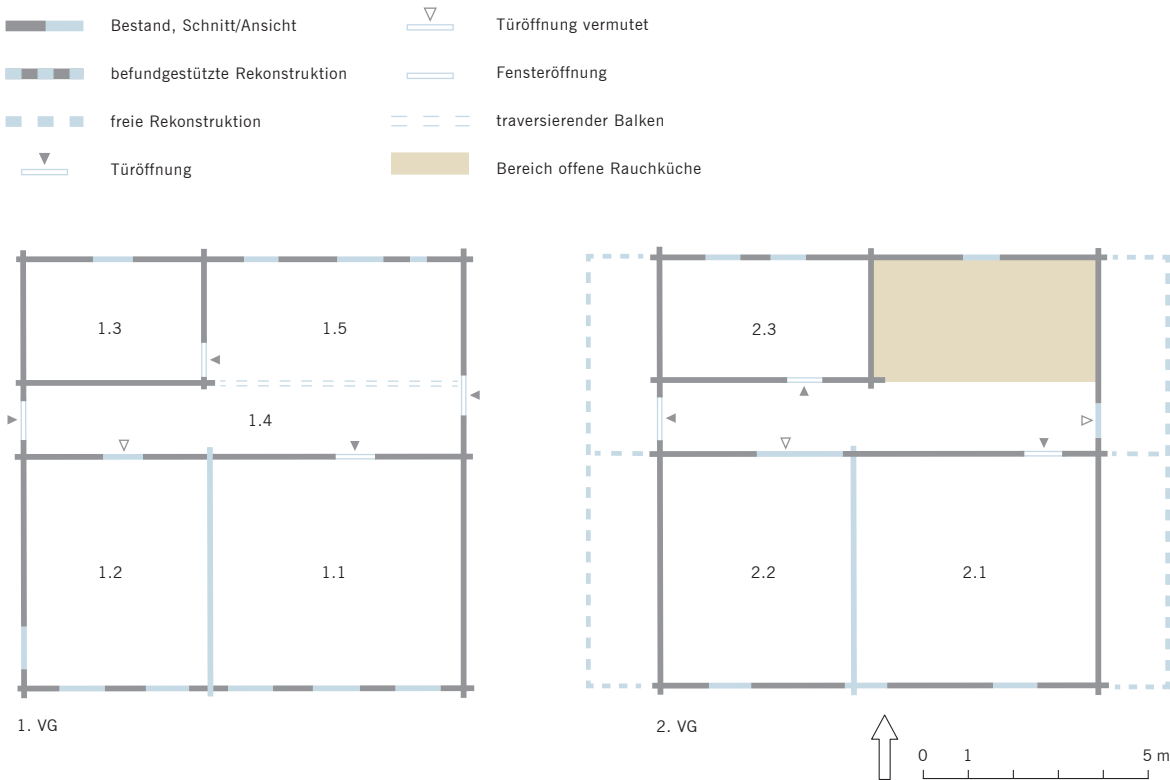 Bestand, Schnitt/Ansicht
befundgestützte Rekonstruktion
freie Rekonstruktion
Türöffnung
Türöffnung vermutet
Fensteröffnung
traversierender Balken
Bereich offene Rauchküche
1.3
1.5
1.4
1.2
1.1
1. VG
2.3
2.2
2.1
2. VG
0 1 5 m